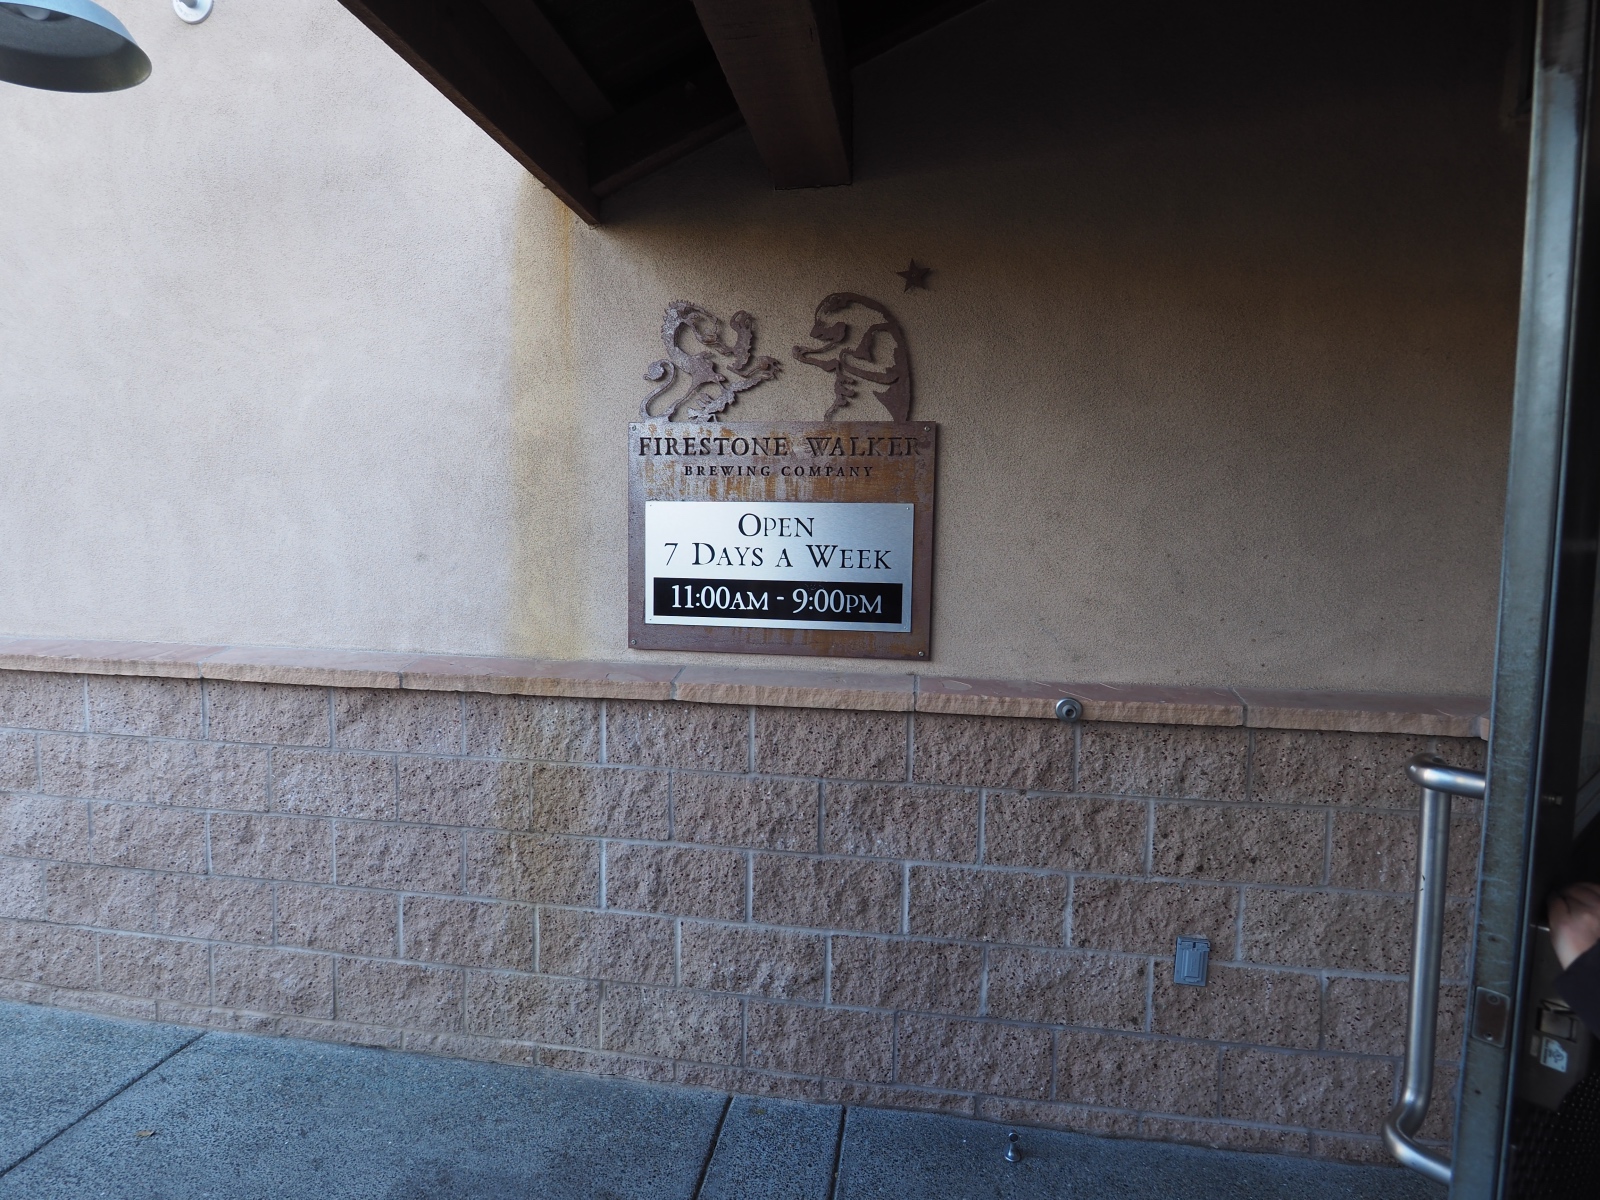 FIRESTONE WALKER
BREWING COMPANY
OPEN
7 DAYS A WEEK
11:00AM - 9:00PM